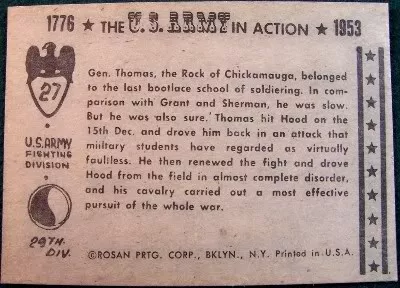 1776 ★ THE U.S. ARMY IN ACTION ★ 1953
27
U.S. ARMY
FIGHTING
DIVISION
29TH.
DIV.
Gen. Thomas, the Rock of Chickamauga, belonged
to the last bootlace school of soldiering. In com-
parison with Grant and Sherman, he was slow.
But he was also sure. Thomas hit Hood on the
15th Dec. and drove him back in an attack that
military students have regarded as virtually
faultless. He then renewed the fight and drove
Hood from the field in almost complete disorder,
and his cavalry carried out a most effective
pursuit of the whole war.
©ROSAN PRTG. CORP., BKLYN., N.Y. Printed in U.S.A.